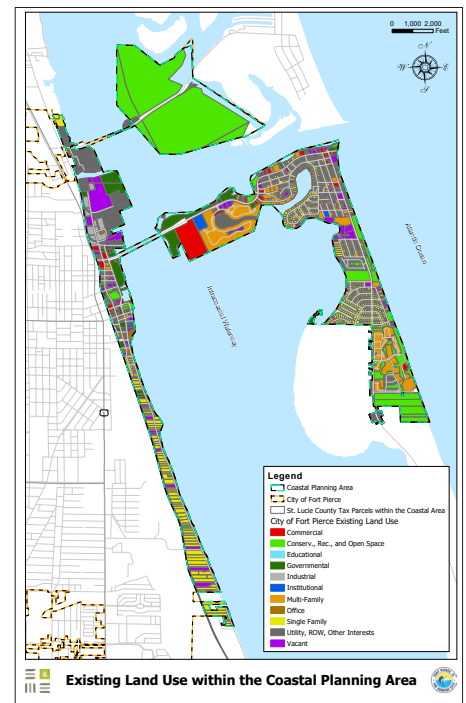 0 1,000 2,000
Feet
N
W E
S
Atlantic Ocean
Intracoastal Waterway
Legend
Coastal Planning Area
City of Fort Pierce
St. Lucie County Tax Parcels within the Coastal Area
City of Fort Pierce Existing Land Use
Commercial
Conserv., Rec., and Open Space
Educational
Governmental
Industrial
Institutional
Multi-Family
Office
Single Family
Utility, ROW, Other Interests
Vacant
Existing Land Use within the Coastal Planning Area